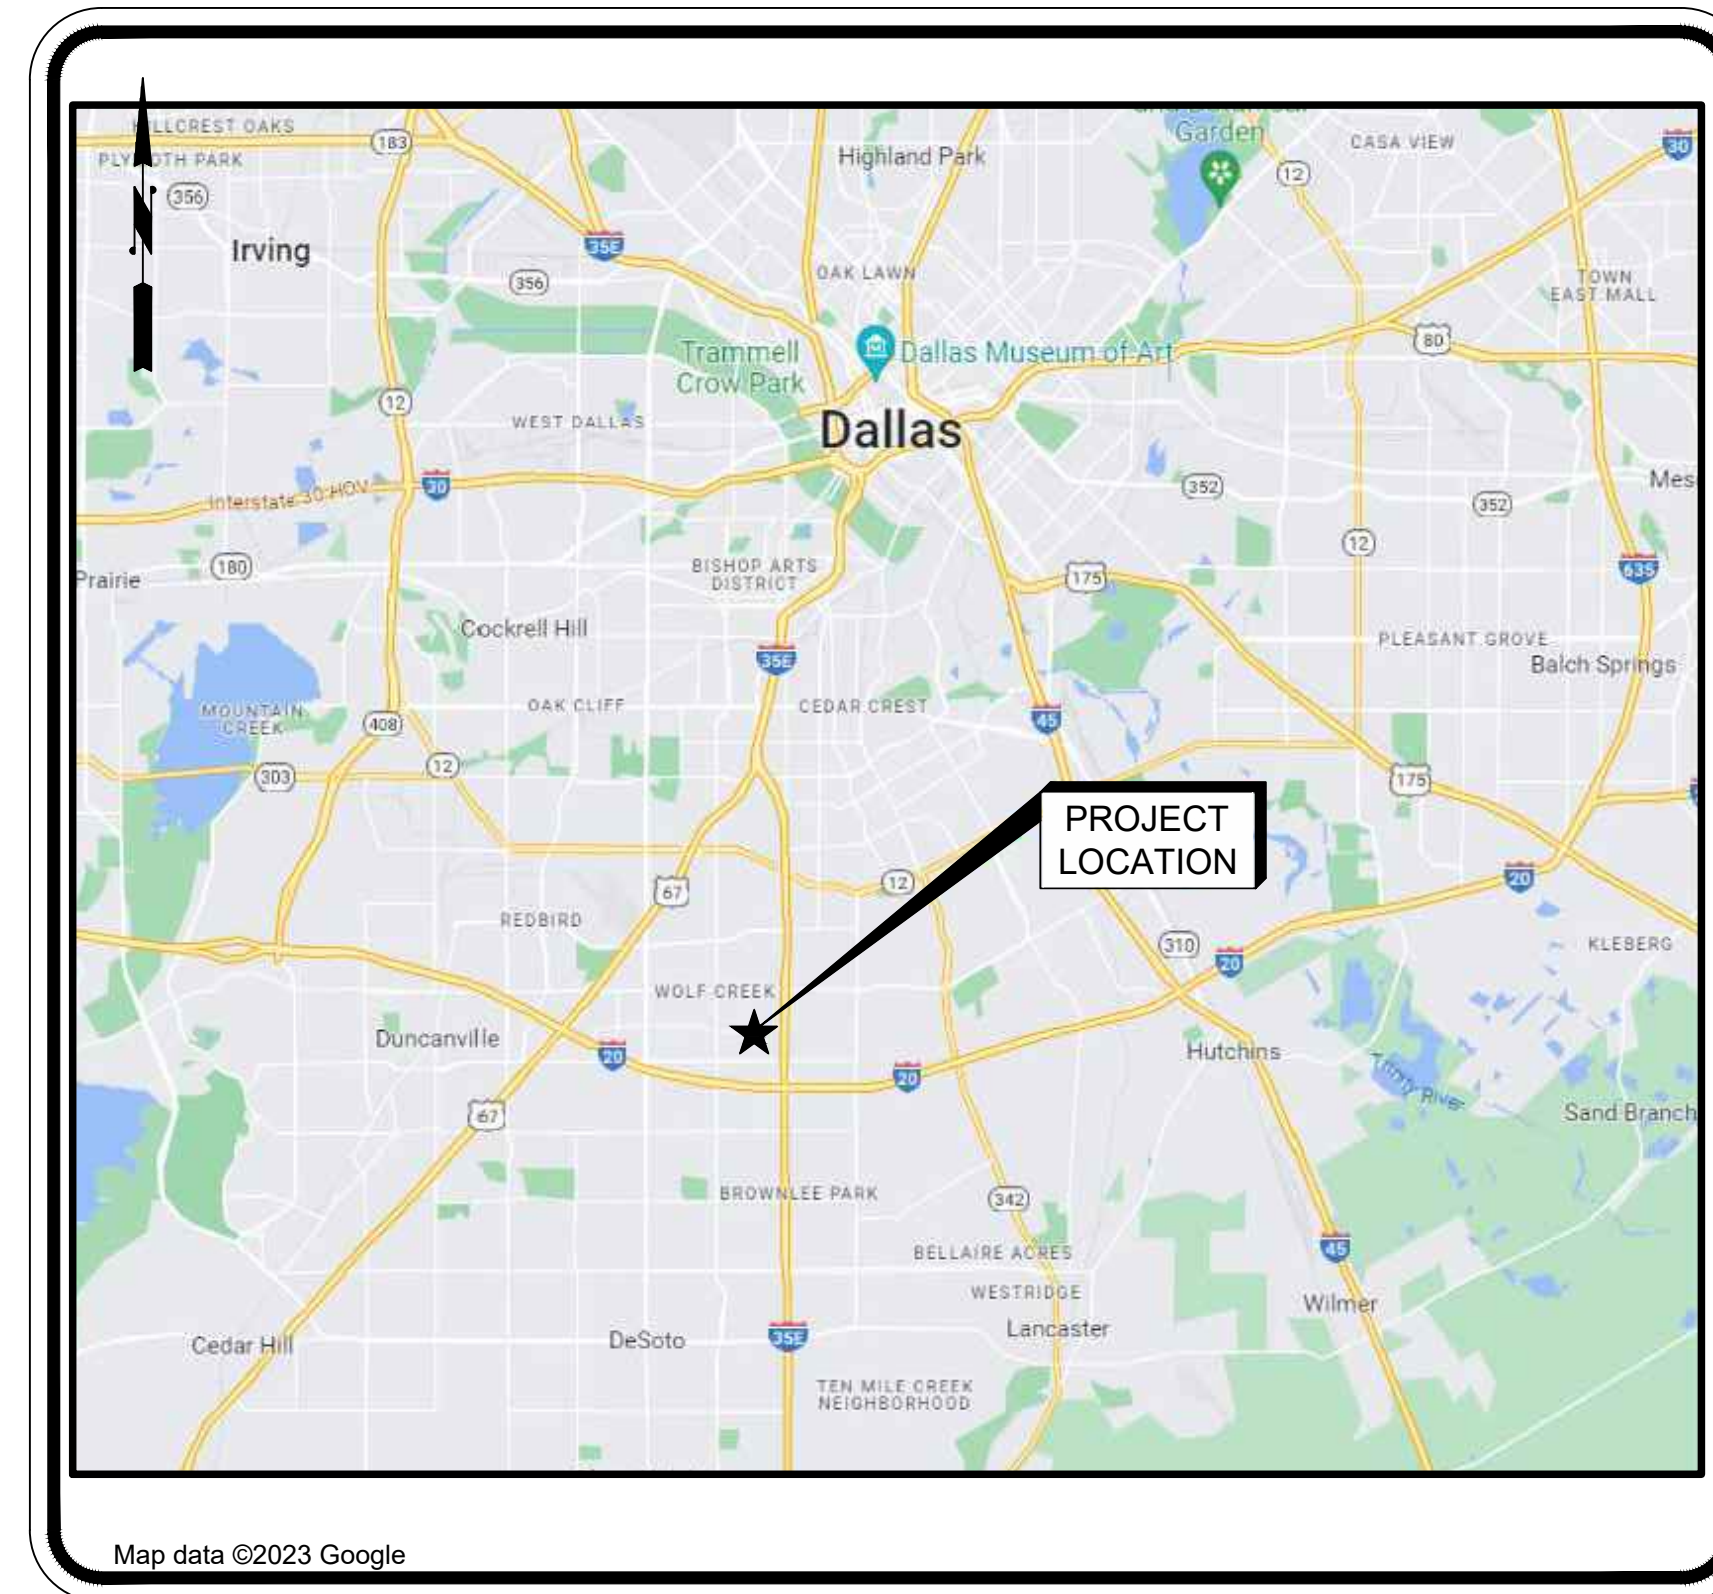 Garden
HILLCREST OAKS
183
Highland Park
CASA VIEW
30
PLYMOUTH PARK
12
356
Irving
35E
356
OAK LAWN
TOWN
EAST MALL
Trammell
Crow Park
Dallas Museum of Art
80
12
WEST DALLAS
Dallas
30
Interstate 30 HOV
352
352
12
180
Prairie
BISHOP ARTS
DISTRICT
175
635
Cockrell Hill
35E
PLEASANT GROVE
Balch Springs
MOUNTAIN
CREEK
408
OAK CLIFF
CEDAR CREST
45
303
12
175
PROJECT
LOCATION
67
12
20
REDBIRD
310
20
KLEBERG
WOLF CREEK
Duncanville
20
20
Hutchins
Trinity River
67
Sand Branch
BROWNLEE PARK
342
BELLAIRE ACRES
45
WESTRIDGE
Wilmer
Cedar Hill
DeSoto
35E
Lancaster
TEN MILE CREEK
NEIGHBORHOOD
Map data ©2023 Google